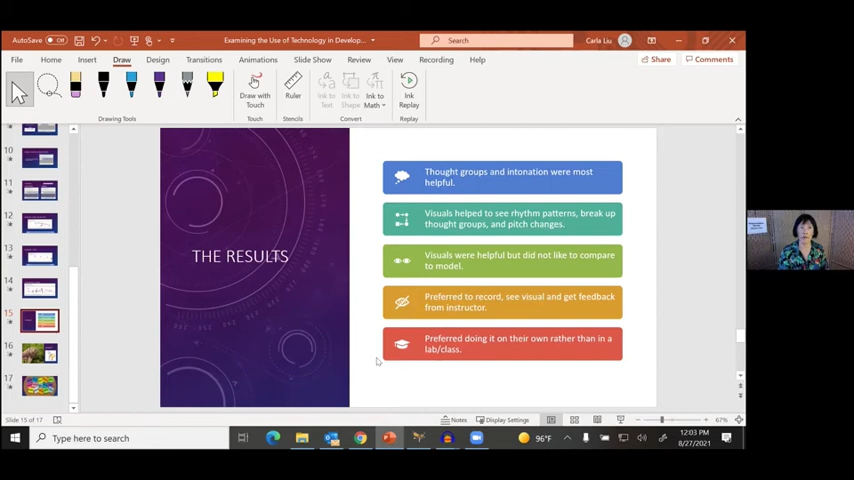 AutoSave Off
Examining the Use of Technology in Develop...
Search
Carla Liu
File Home Insert Draw Design Transitions Animations Slide Show Review View Recording Help
Share
Comments
Draw with
Touch
Ruler
Ink to
Text
Ink to
Shape
Ink to
Math
Ink
Replay
Drawing Tools
Touch
Stencils
Convert
Replay
10
11
12
13
14
15
16
17
THE RESULTS
Thought groups and intonation were most
helpful.
Visuals helped to see rhythm patterns, break up
thought groups, and pitch changes.
Visuals were helpful but did not like to compare
to model.
Preferred to record, see visual and get feedback
from instructor.
Preferred doing it on their own rather than in a
lab/class.
Slide 15 of 17
Notes
Display Settings
67%
Type here to search
96°F
12:03 PM
8/27/2021